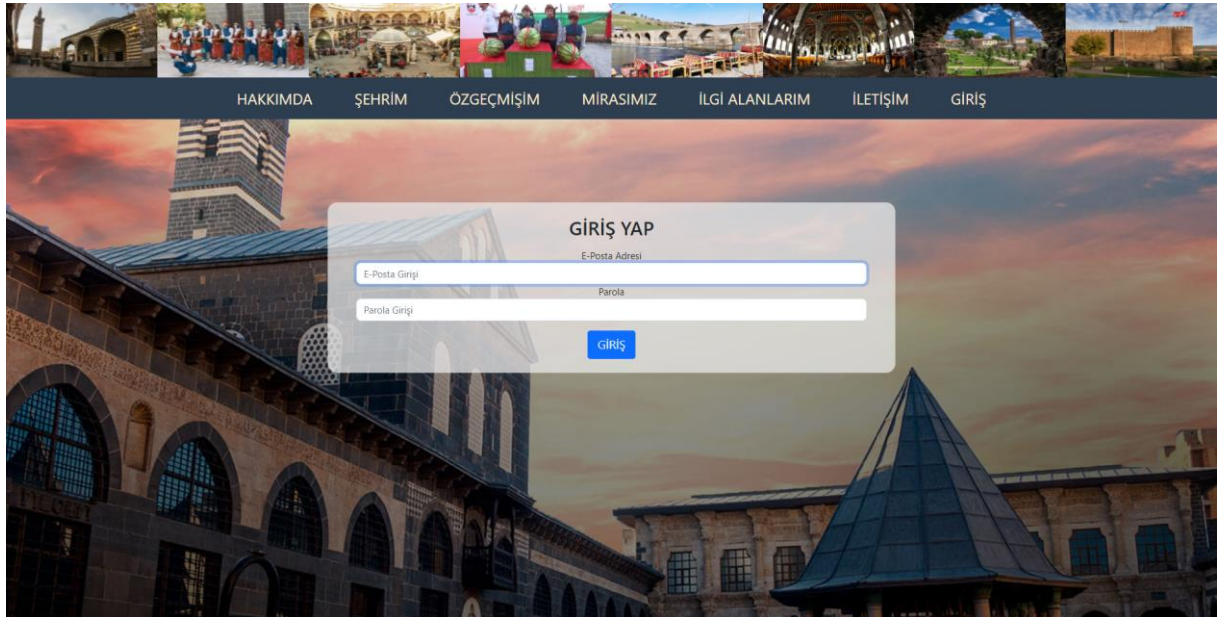 HAKKIMDA ŞEHRİM ÖZGEÇMİŞİM MİRASIMIZ İLGİ ALANLARIM İLETİŞİM GİRİŞ
GİRİŞ YAP
E-Posta Adresi
E-Posta Girişi
Parola
Parola Girişi
GİRİŞ